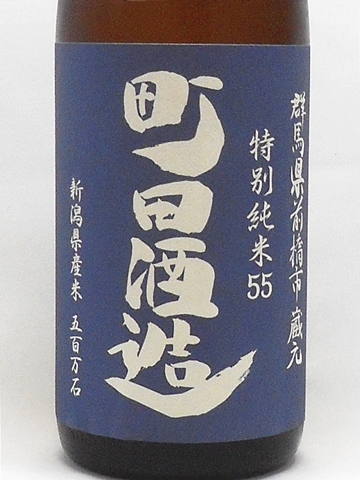 群馬県前橋市蔵元
特別純米55
町田酒造
新潟県産米 五百万石